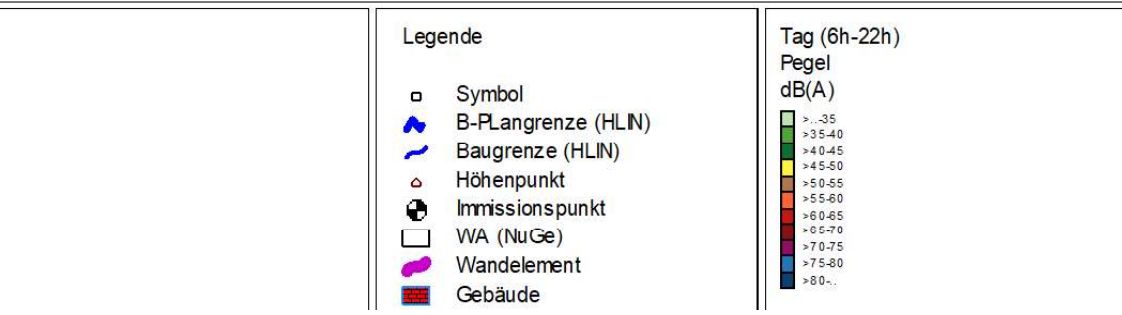 Legende
Symbol
B-PLangrenze (HLIN)
Baugrenze (HLIN)
Höhenpunkt
Immissionspunkt
WA (NuGe)
Wandelement
Gebäude
Tag (6h-22h)
Pegel
dB(A)
>..-35
>35-40
>40-45
>45-50
>50-55
>55-60
>60-65
>65-70
>70-75
>75-80
>80-..